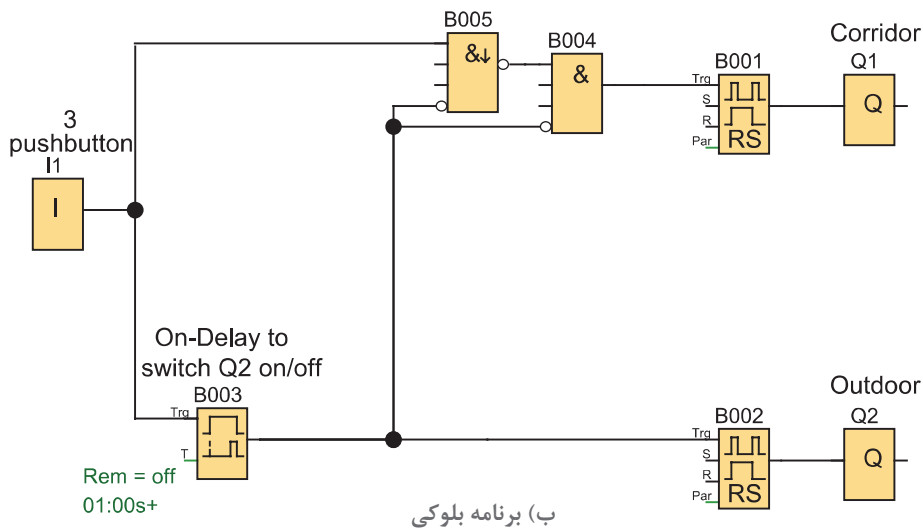 B005
&↓
B004
&
Corridor
B001
Q1
Trg
S
R
Par
RS
Q
3
pushbutton
I1
I
On-Delay to
switch Q2 on/off
B003
Trg
T
Rem = off
01:00s+
Outdoor
B002
Q2
Trg
S
R
Par
RS
Q
ب) برنامه بلوکی